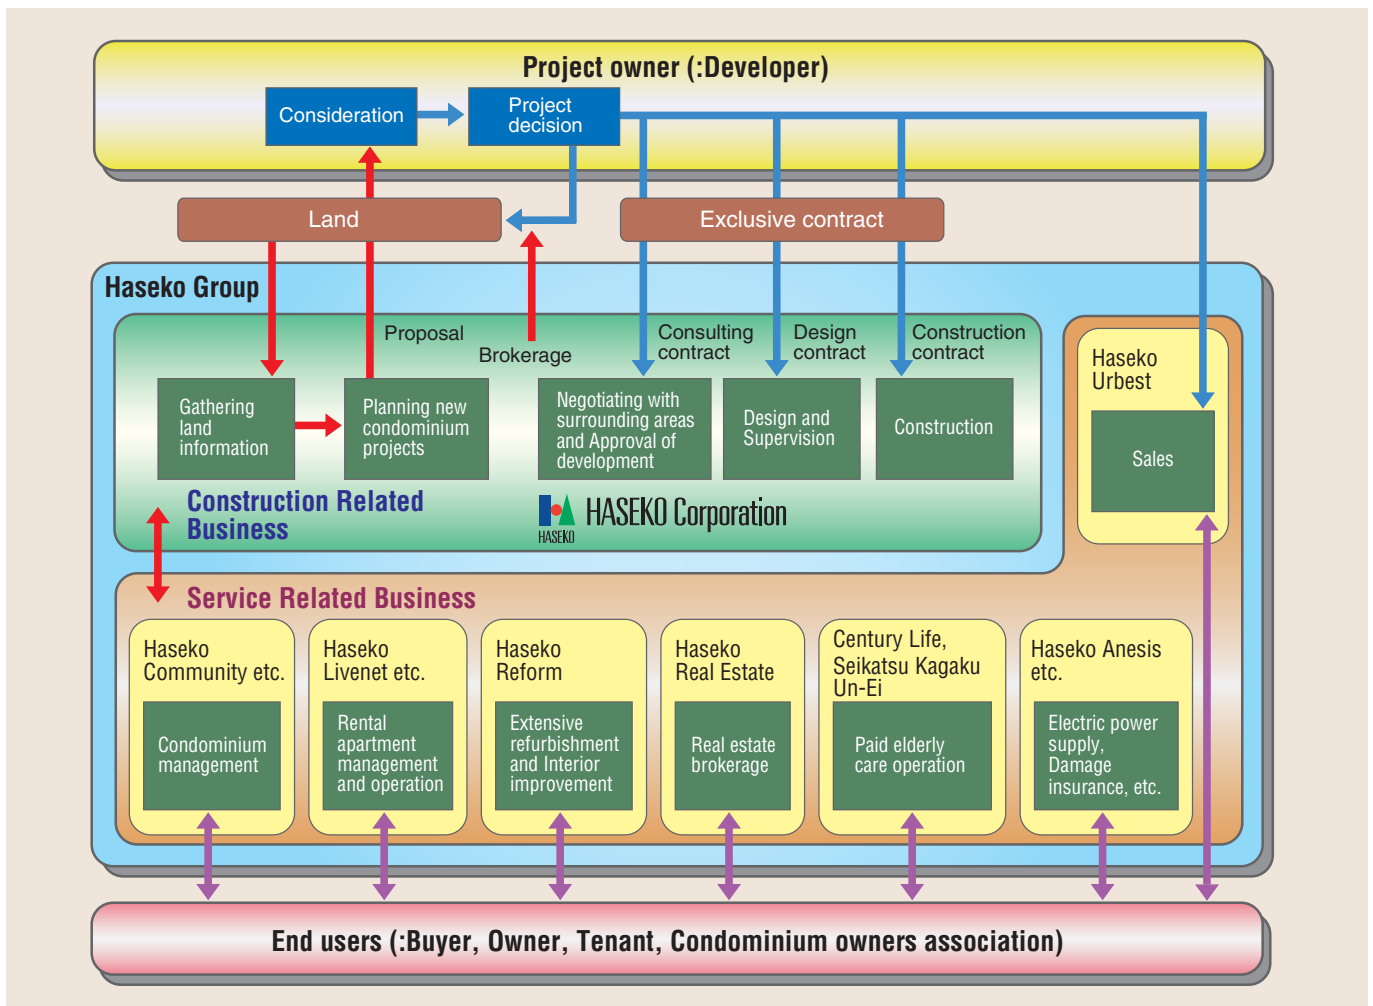 Project owner (:Developer)
Consideration
Project
decision
Land
Exclusive contract
Haseko Group
Proposal
Brokerage
Consulting
contract
Design
contract
Construction
contract
Gathering
land
information
Planning new
condominium
projects
Negotiating with
surrounding areas
and Approval of
development
Design and
Supervision
Construction
Haseko
Urbest
Sales
Construction Related
Business
HASEKO
HASEKO Corporation
Service Related Business
Haseko
Community etc.
Condominium
management
Haseko
Livenet etc.
Rental
apartment
management
and operation
Haseko
Reform
Extensive
refurbishment
and Interior
improvement
Haseko
Real Estate
Real estate
brokerage
Century Life,
Seikatsu Kagaku
Un-Ei
Paid elderly
care operation
Haseko Anesis
etc.
Electric power
supply,
Damage
insurance, etc.
End users (:Buyer, Owner, Tenant, Condominium owners association)